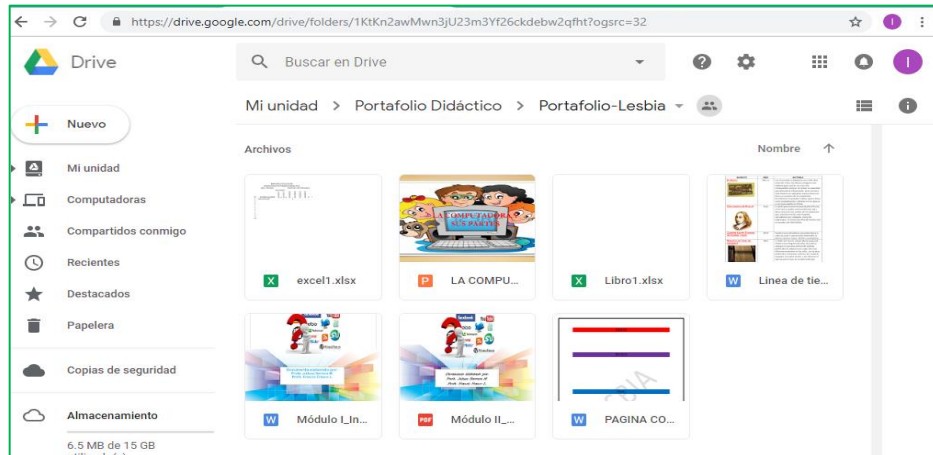 https://drive.google.com/drive/folders/1KtKn2awMwn3jU23m3Yf26ckdebw2qfht?ogsrc=32
I
Drive
Buscar en Drive
I
Mi unidad > Portafolio Didáctico > Portafolio-Lesbia
Nuevo
Archivos
Nombre
Mi unidad
Computadoras
Compartidos conmigo
Recientes
Destacados
Papelera
Copias de seguridad
Almacenamiento
6.5 MB de 15 GB
LA COMPUTADORA
SUS PARTES
X excel1.xlsx
P LA COMPU...
X Libro1.xlsx
W Linea de tie...
facebook
W Módulo I_In...
PDF Módulo II_...
W PAGINA CO...